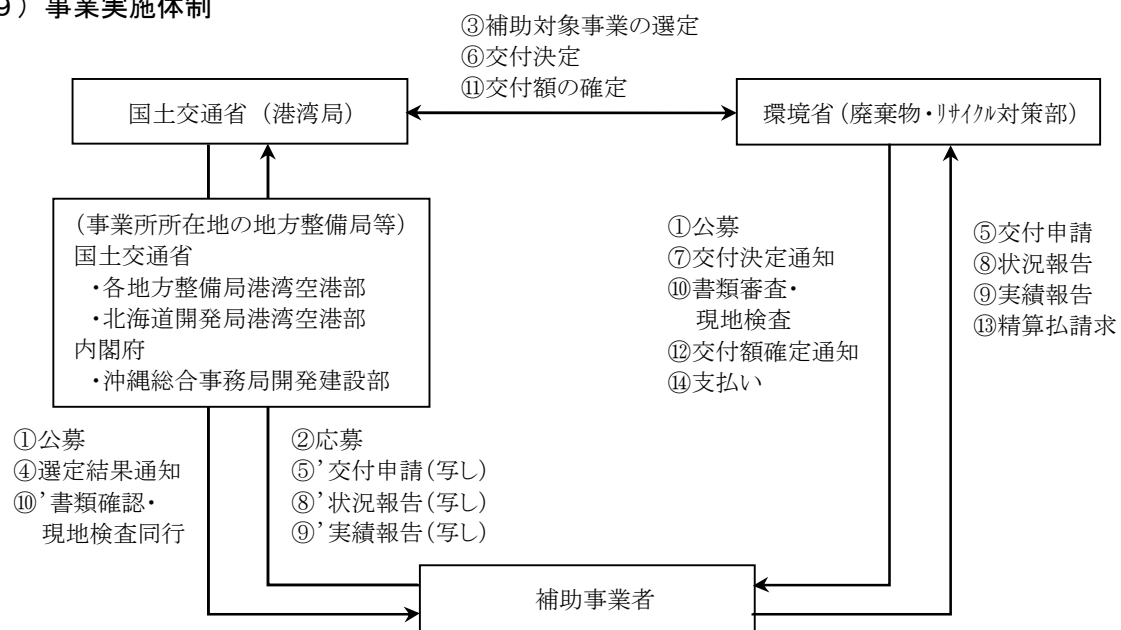 ９）事業実施体制
③補助対象事業の選定
⑥交付決定
⑪交付額の確定
国土交通省（港湾局）
環境省（廃棄物・ﾘｻｲｸﾙ対策部）
（事業所所在地の地方整備局等）
国土交通省
・各地方整備局港湾空港部
・北海道開発局港湾空港部
内閣府
・沖縄総合事務局開発建設部
①公募
⑦交付決定通知
⑩書類審査・
現地検査
⑫交付額確定通知
⑭支払い
⑤交付申請
⑧状況報告
⑨実績報告
⑬精算払請求
①公募
④選定結果通知
⑩’書類確認・
現地検査同行
②応募
⑤’交付申請（写し）
⑧’状況報告（写し）
⑨’実績報告（写し）
補助事業者